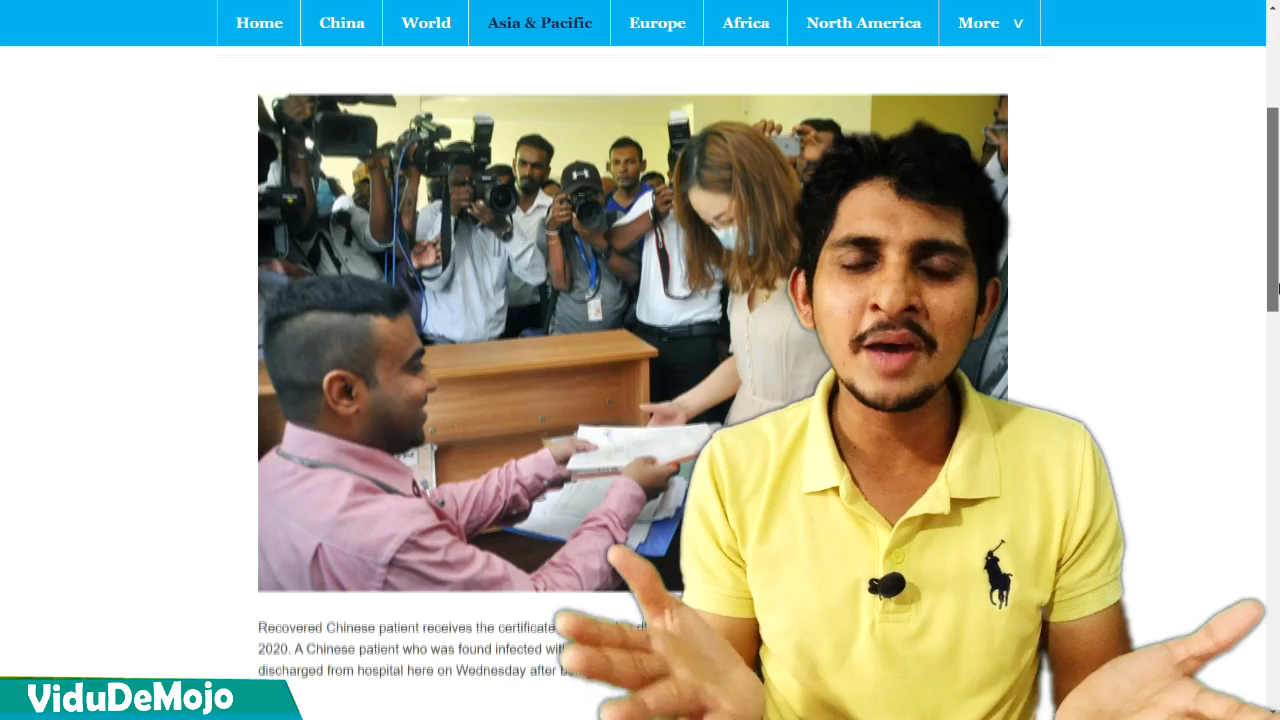 Home China World Asia & Pacific Europe Africa North America More
Recovered Chinese patient receives the certificate
2020. A Chinese patient who was found infected
discharged from hospital here on Wednesday after
ViduDeMojo